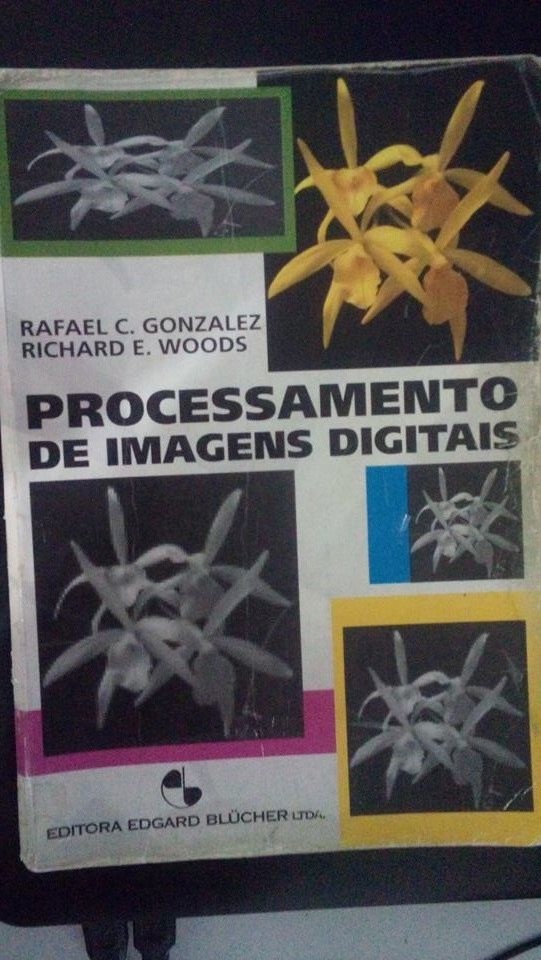 RAFAEL C. GONZALEZ
RICHARD E. WOODS
PROCESSAMENTO
DE IMAGENS DIGITAIS
EDITORA EDGARD BLÜCHER LTDA.